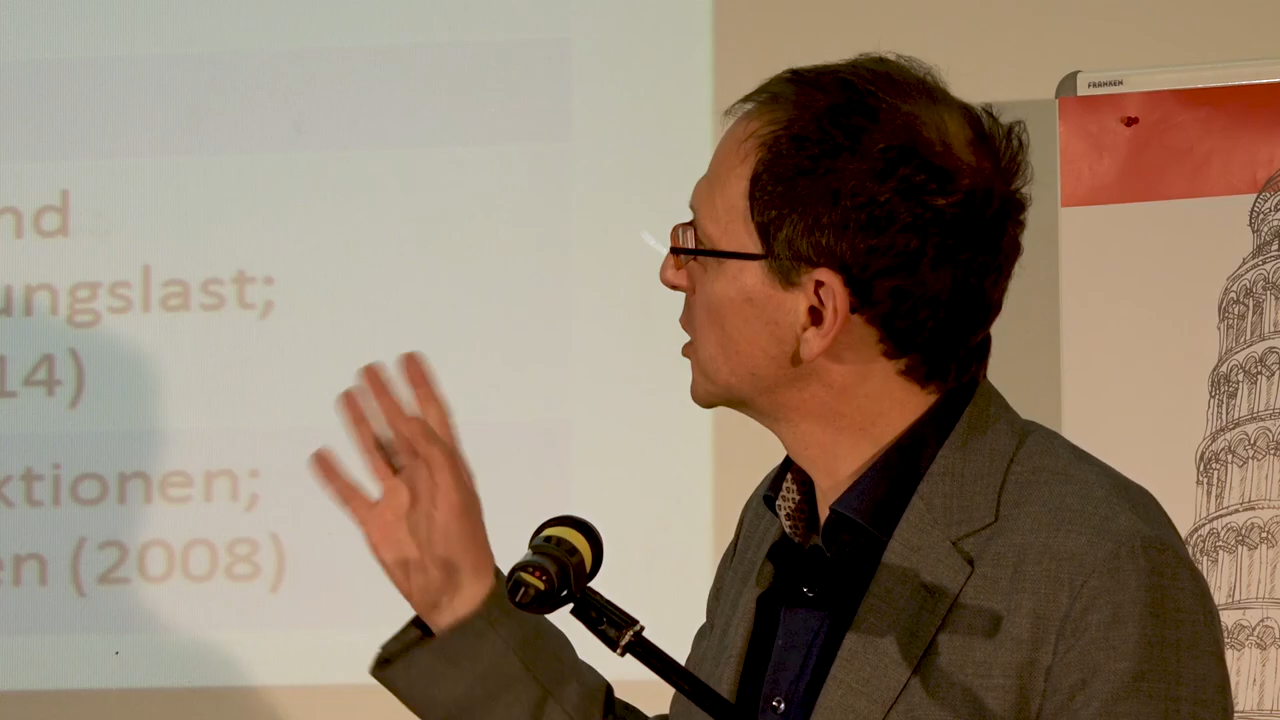 nd
ungslast;
14)
ktionen;
en (2008)
FRANKEN